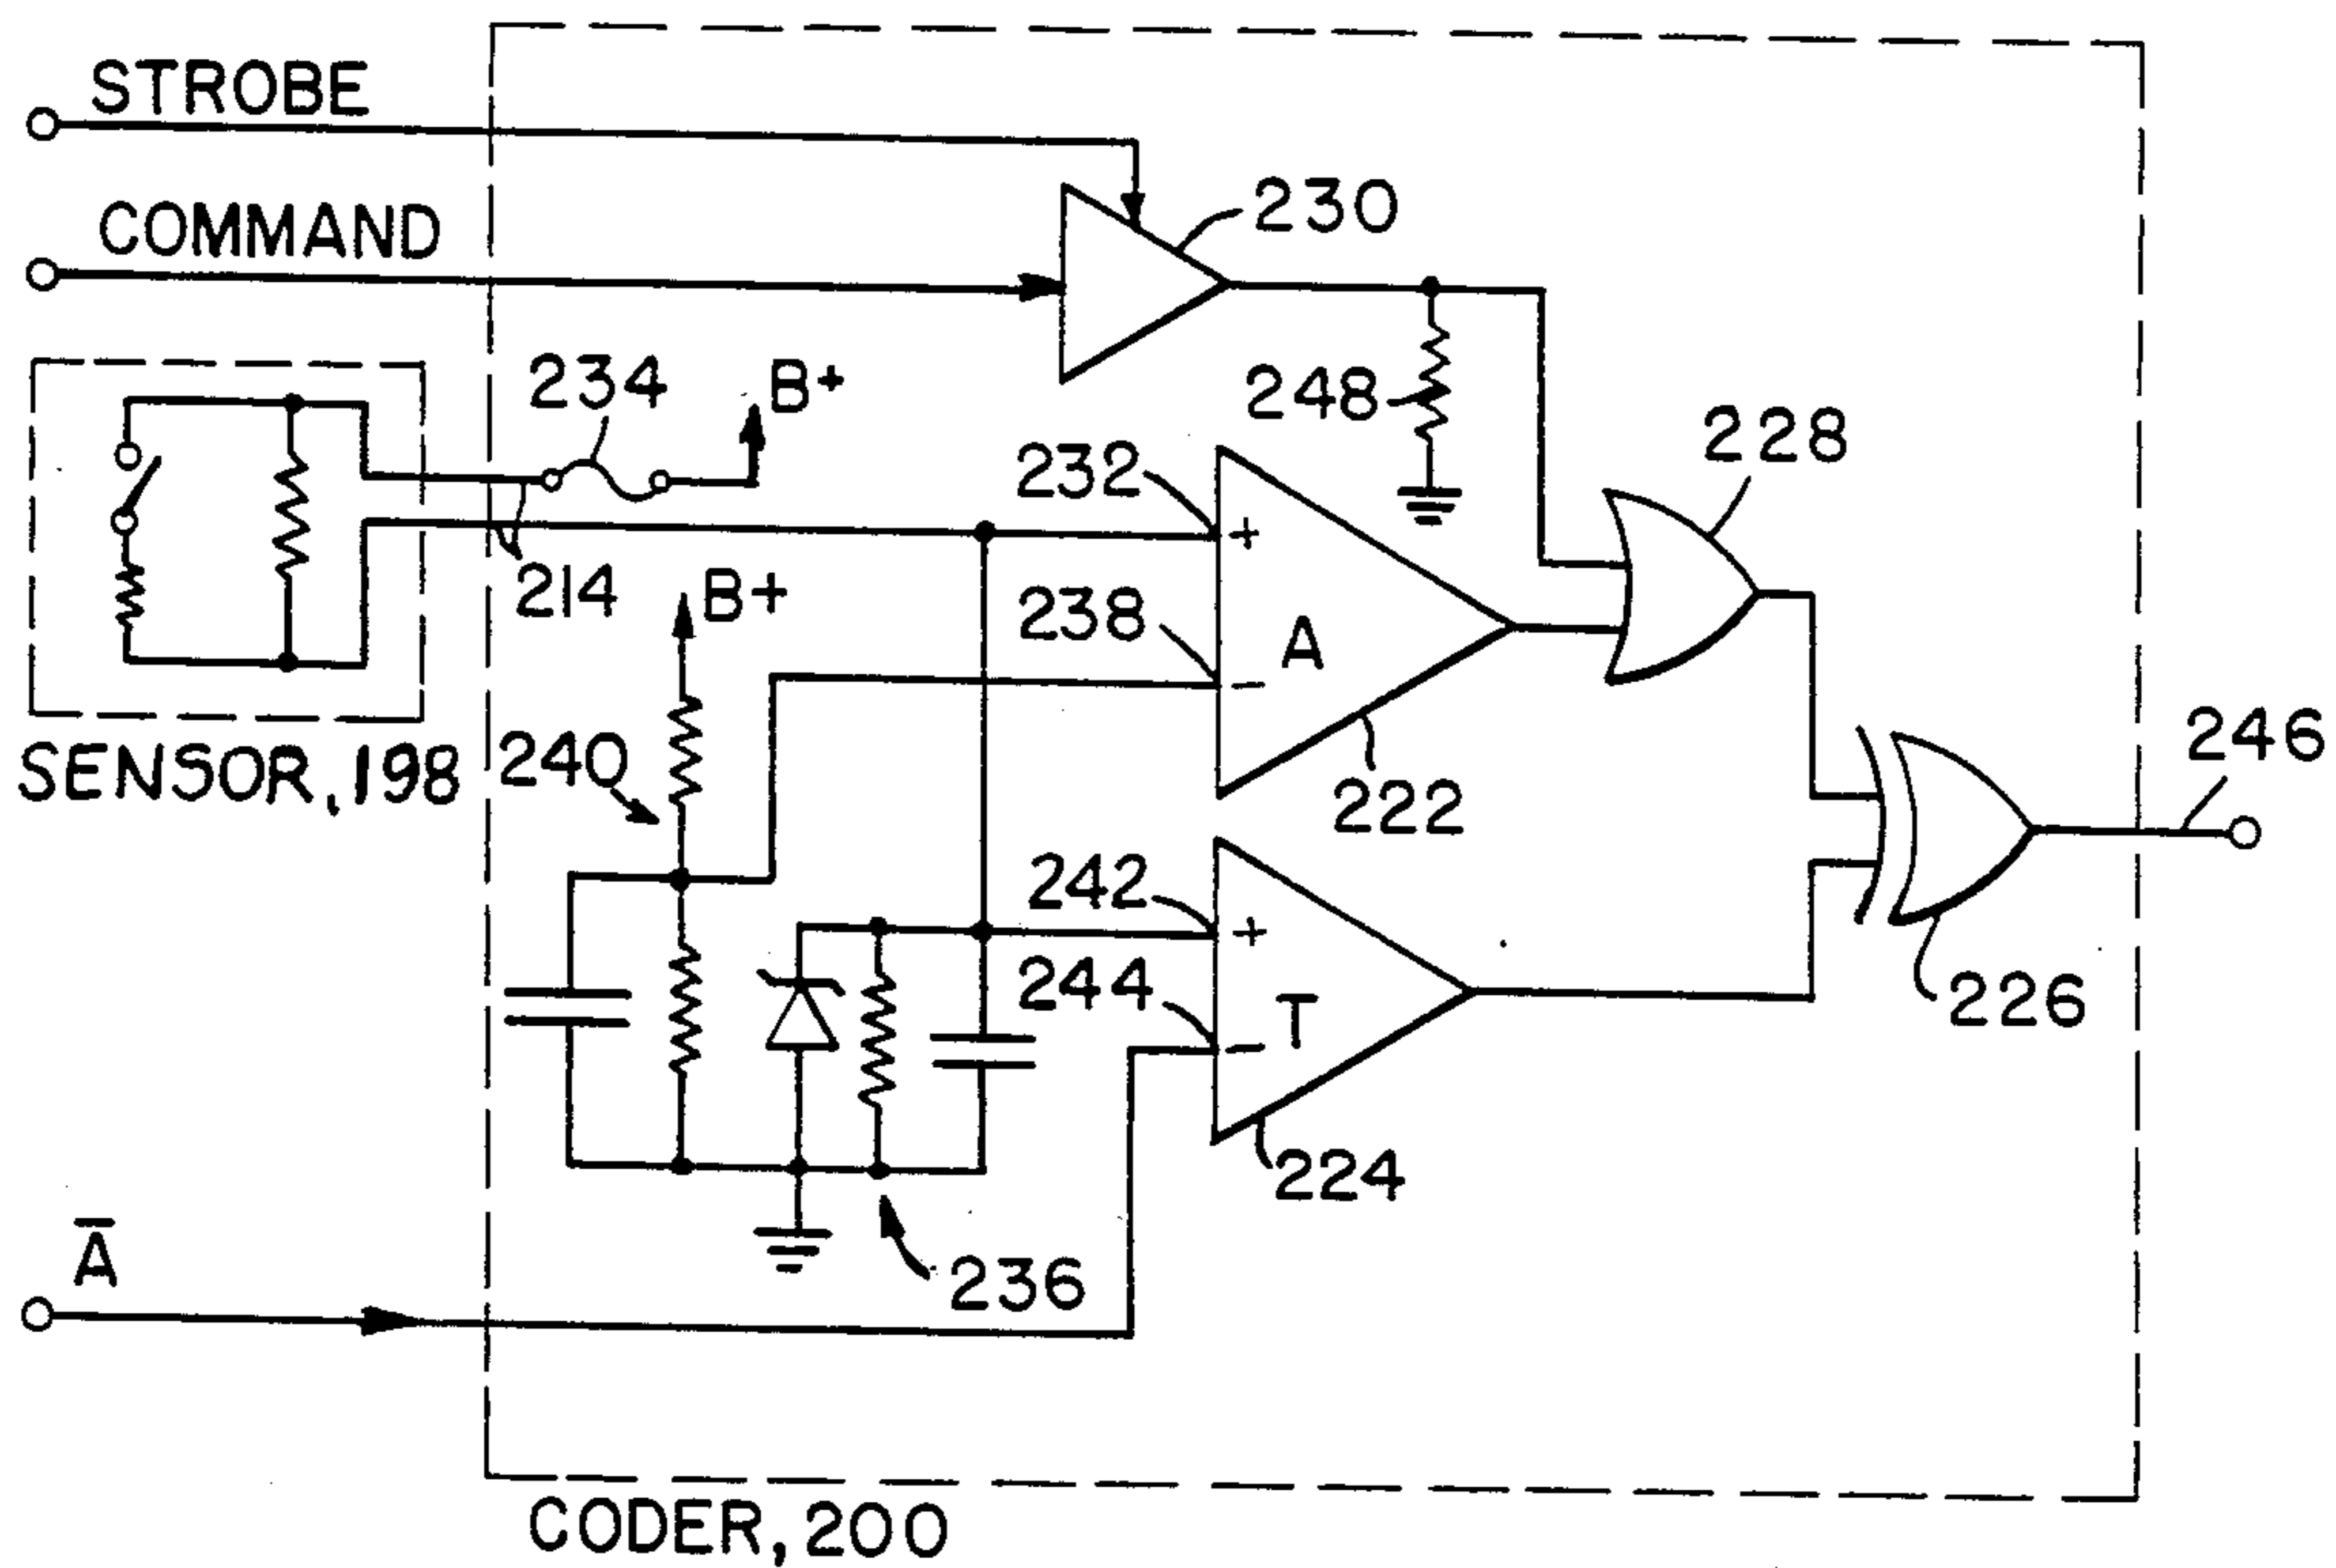 STROBE
COMMAND
230
234
B+
248
228
232
+
214
B+
238
A
−
SENSOR, 198
240
222
246
242
+
244
T
−
226
224
A̅
236
CODER, 200